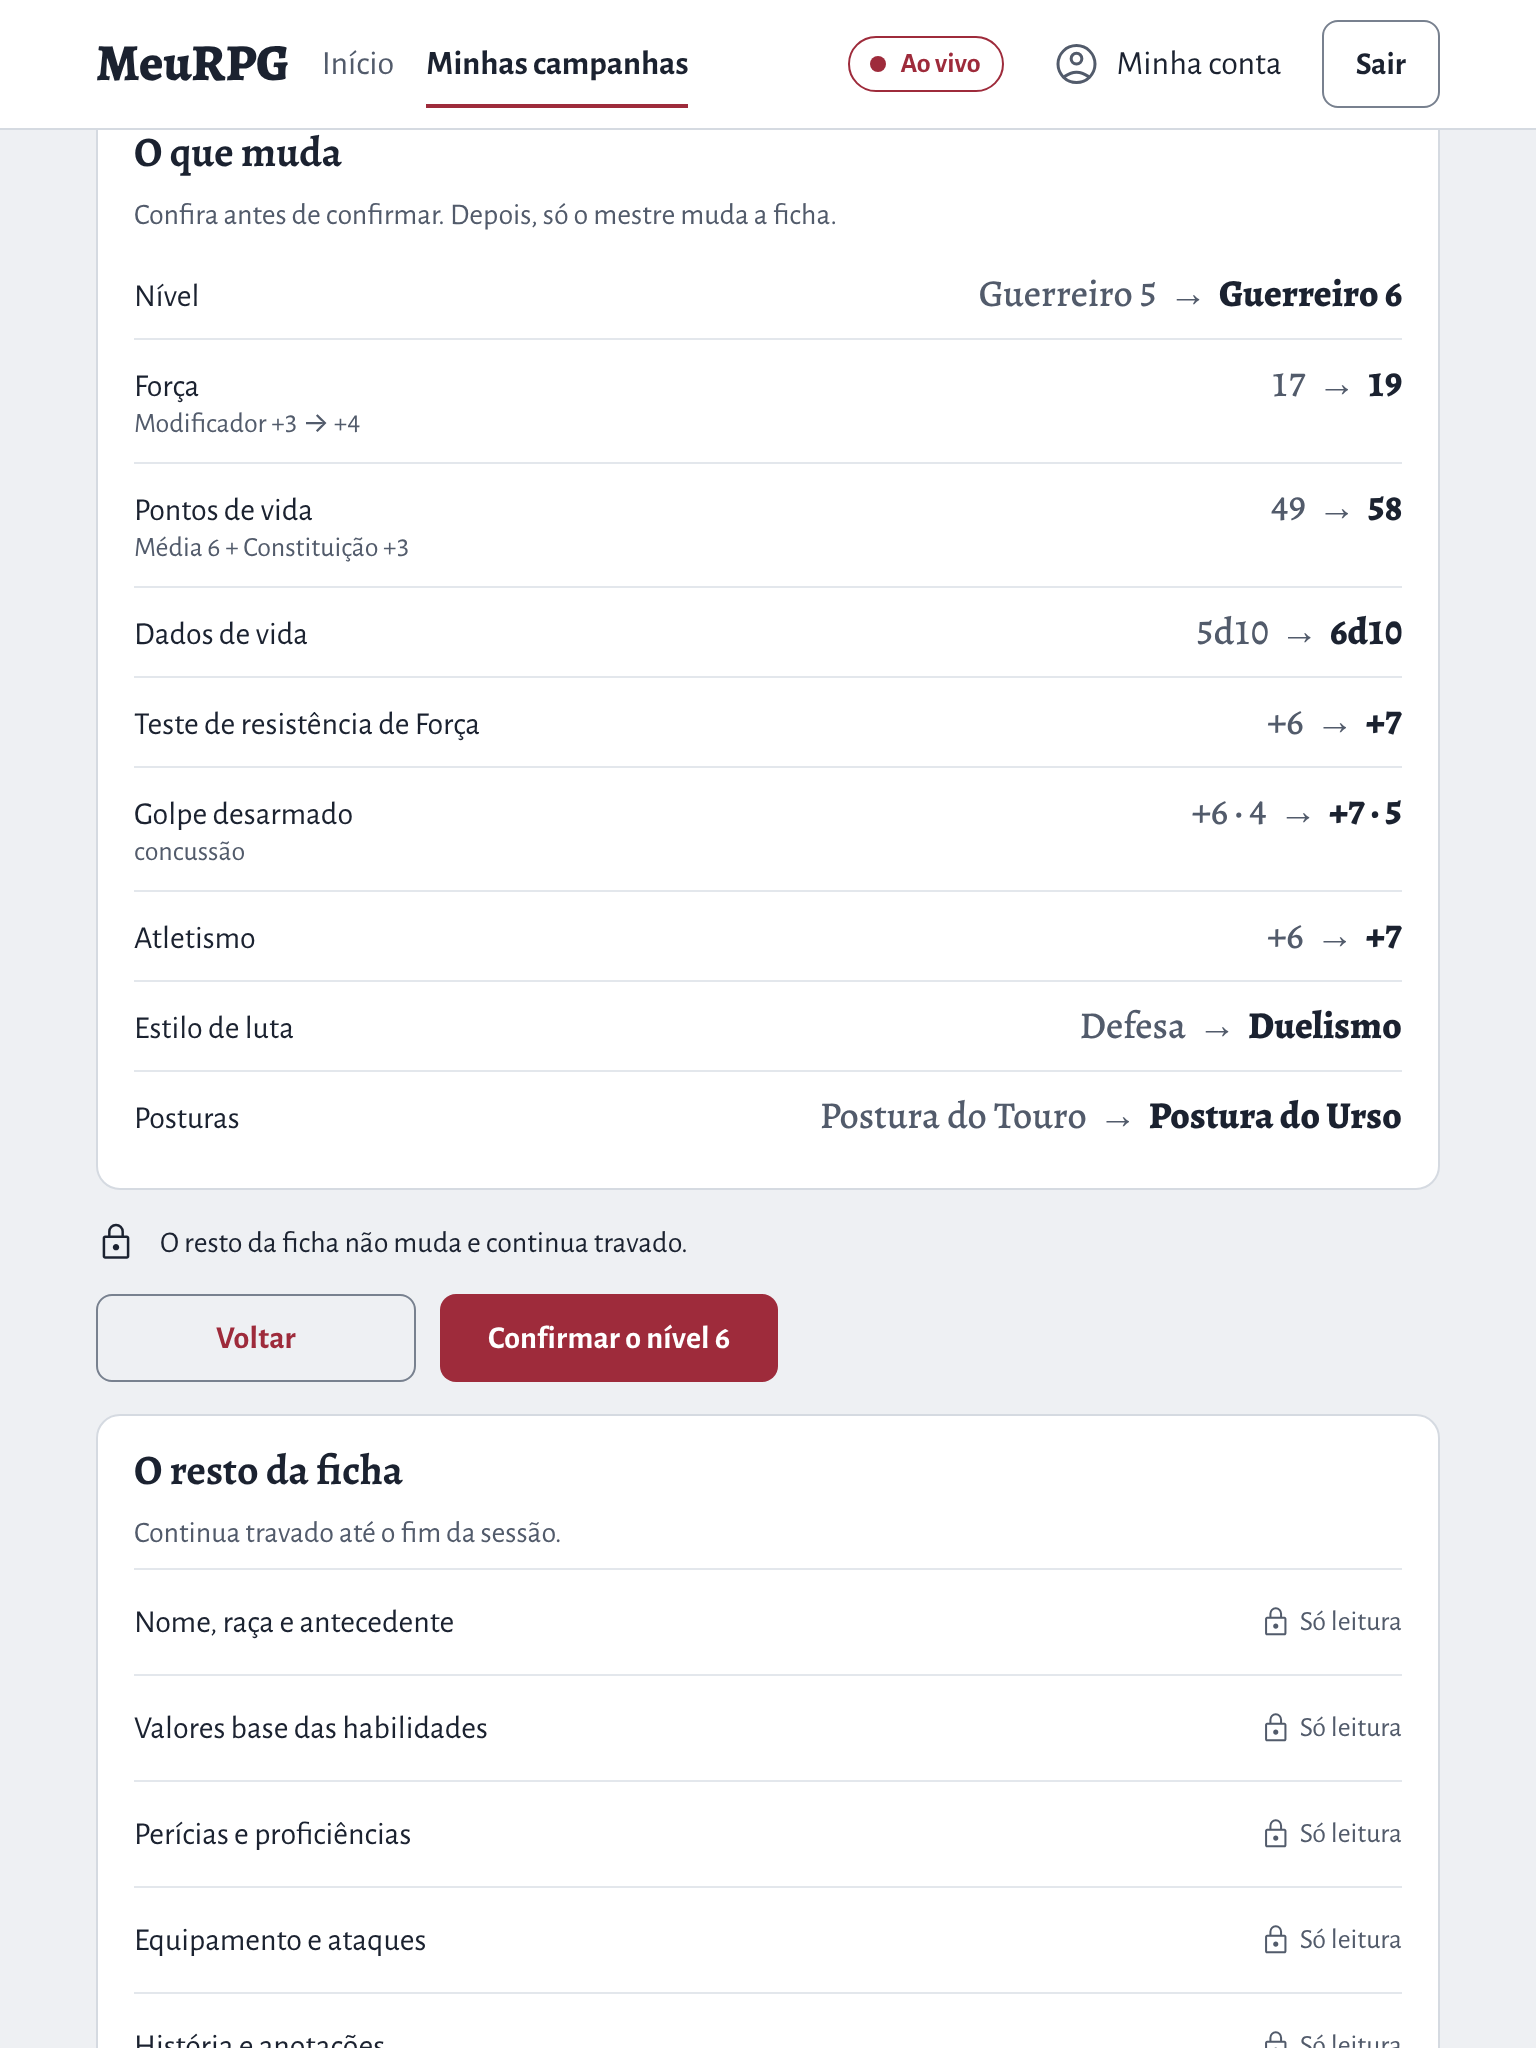 MeuRPG Início Minhas campanhas Ao vivo Minha conta Sair
O que muda
Confira antes de confirmar. Depois, só o mestre muda a ficha.
Nível Guerreiro 5 → Guerreiro 6
Força 17 → 19
Modificador +3 → +4
Pontos de vida 49 → 58
Média 6 + Constituição +3
Dados de vida 5d10 → 6d10
Teste de resistência de Força +6 → +7
Golpe desarmado +6 · 4 → +7 · 5
concussão
Atletismo +6 → +7
Estilo de luta Defesa → Duelismo
Posturas Postura do Touro → Postura do Urso
O resto da ficha não muda e continua travado.
Voltar Confirmar o nível 6
O resto da ficha
Continua travado até o fim da sessão.
Nome, raça e antecedente Só leitura
Valores base das habilidades Só leitura
Perícias e proficiências Só leitura
Equipamento e ataques Só leitura
História e anotações Só leitura